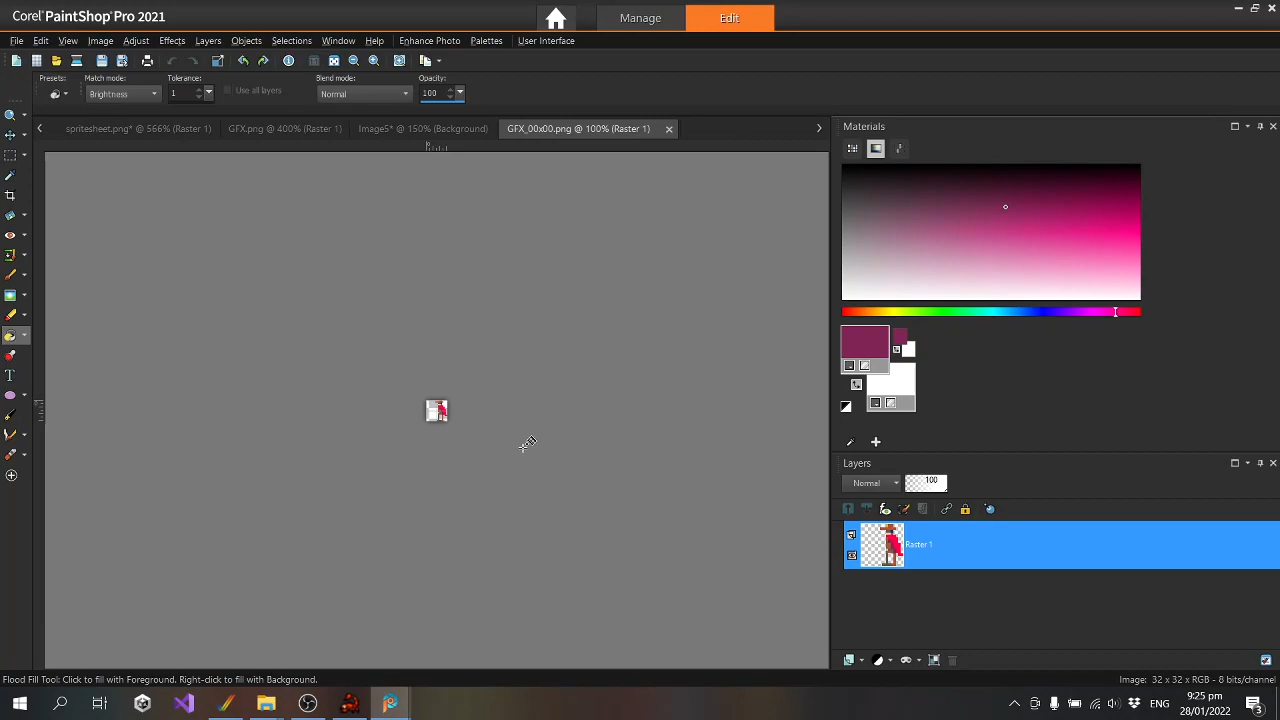 Corel PaintShop Pro 2021
Manage
Edit
File Edit View Image Adjust Effects Layers Objects Selections Window Help Enhance Photo Palettes User Interface
Presets: Match mode: Tolerance: Blend mode: Opacity:
Brightness 1 Use all layers Normal 100
spritesheet.png* @ 566% (Raster 1) GFX.png @ 400% (Raster 1) Image5* @ 150% (Background) GFX_00x00.png @ 100% (Raster 1)
Materials
Layers
Normal 100
Raster 1
Flood Fill Tool: Click to fill with Foreground. Right-click to fill with Background. Image: 32 x 32 x RGB - 8 bits/channel
ENG
9:25 pm
28/01/2022
3